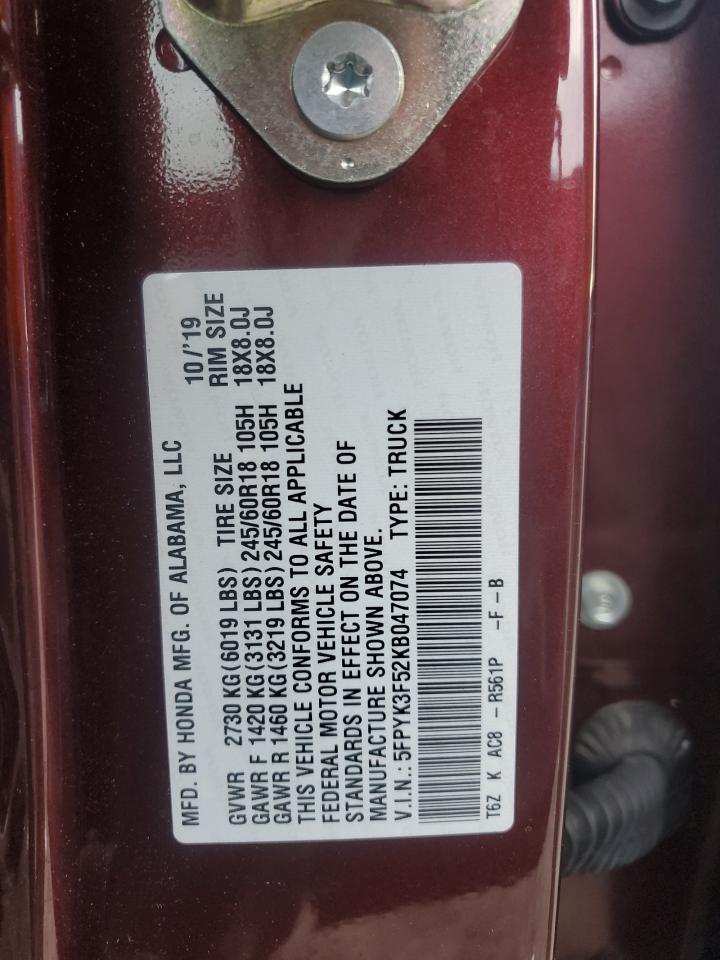 MFD. BY HONDA MFG. OF ALABAMA, LLC 10/'19
GVWR 2730 KG(6019 LBS) TIRE SIZE RIM SIZE
GAWR F 1420 KG(3131 LBS) 245/60R18 105H 18X8.0J
GAWR R 1460 KG(3219 LBS) 245/60R18 105H 18X8.0J
THIS VEHICLE CONFORMS TO ALL APPLICABLE
FEDERAL MOTOR VEHICLE SAFETY
STANDARDS IN EFFECT ON THE DATE OF
MANUFACTURE SHOWN ABOVE.
V.I.N.: 5FPYK3F52KB047074 TYPE: TRUCK
T6Z K AC8 -R561P -F-B